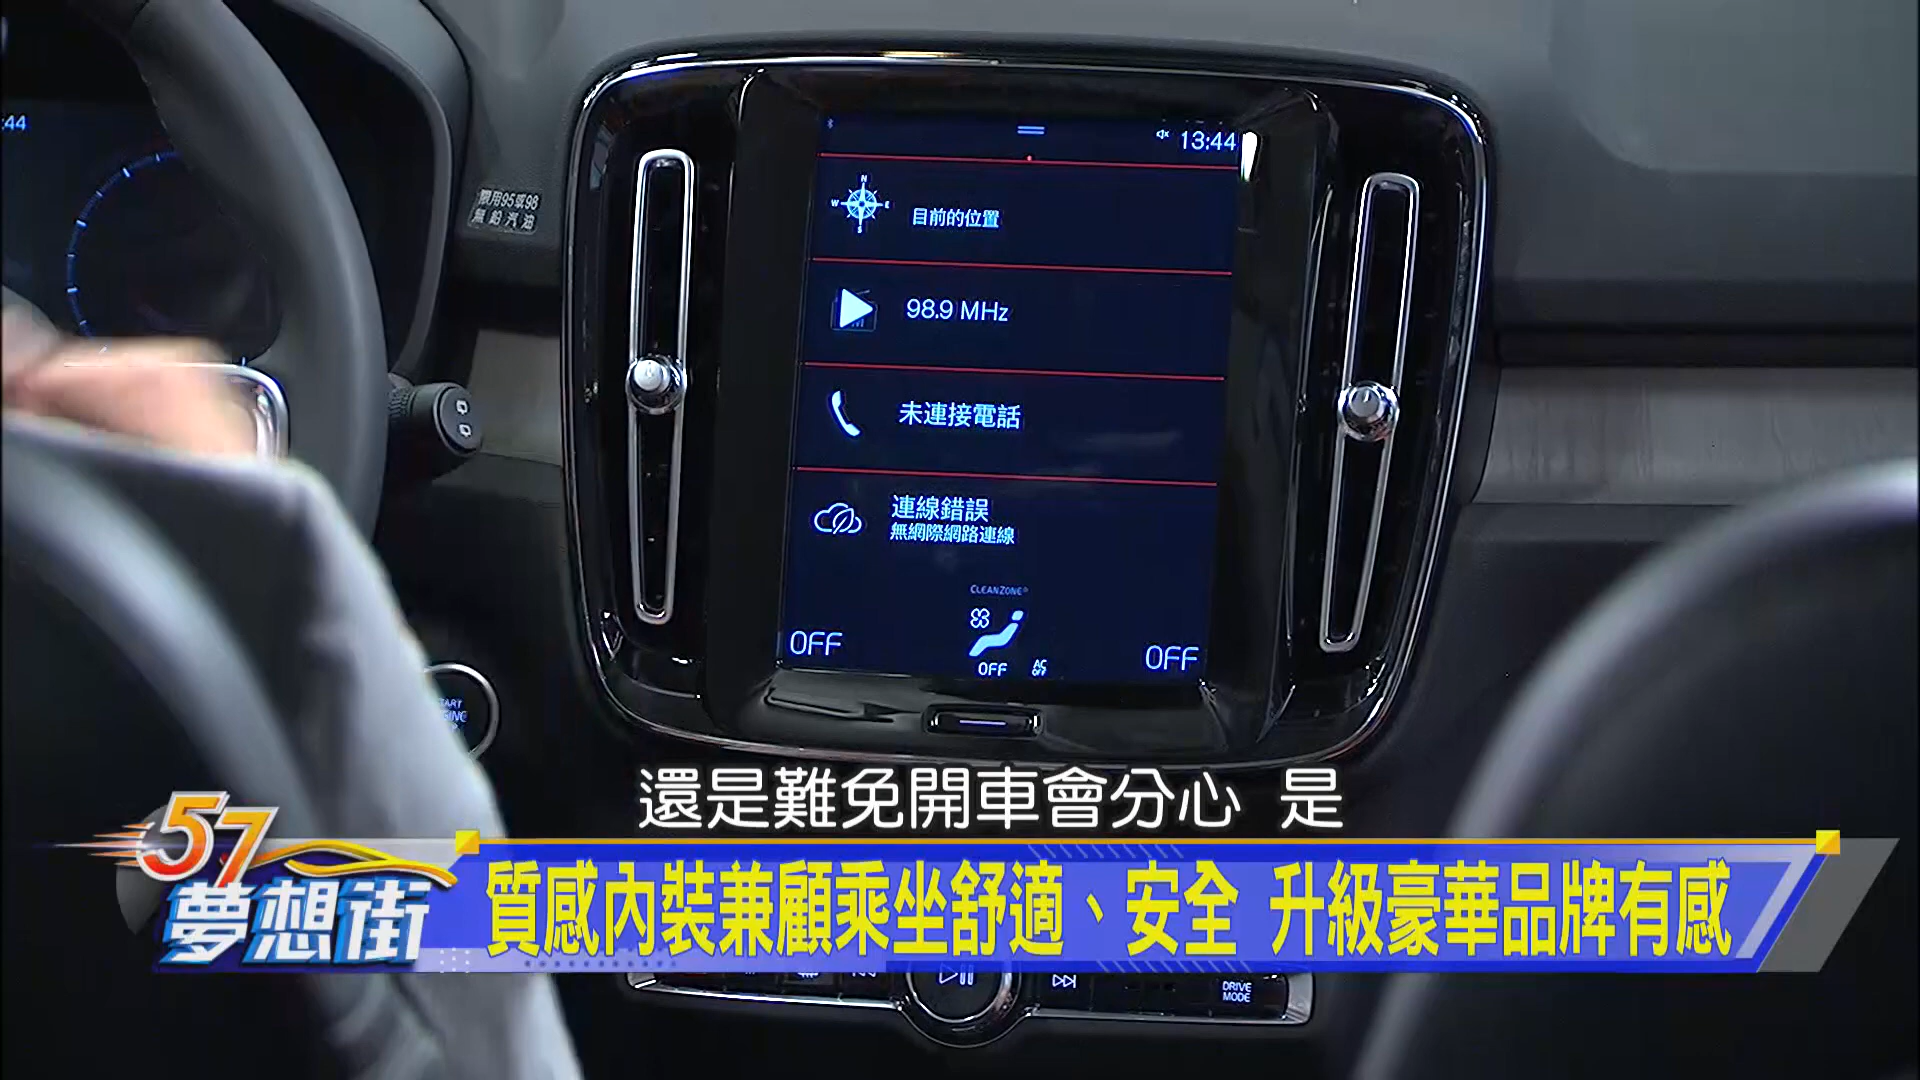 :44
13:44
限用95或98
無鉛汽油
N
W E
S
目前的位置
98.9 MHz
未連接電話
連線錯誤
無網際網路連線
CLEANZONE®
OFF
OFF
AC
OFF
OFF
還是難免開車會分心 是
57
夢想街
質感內裝兼顧乘坐舒適、安全 升級豪華品牌有感
DRIVE
MODE